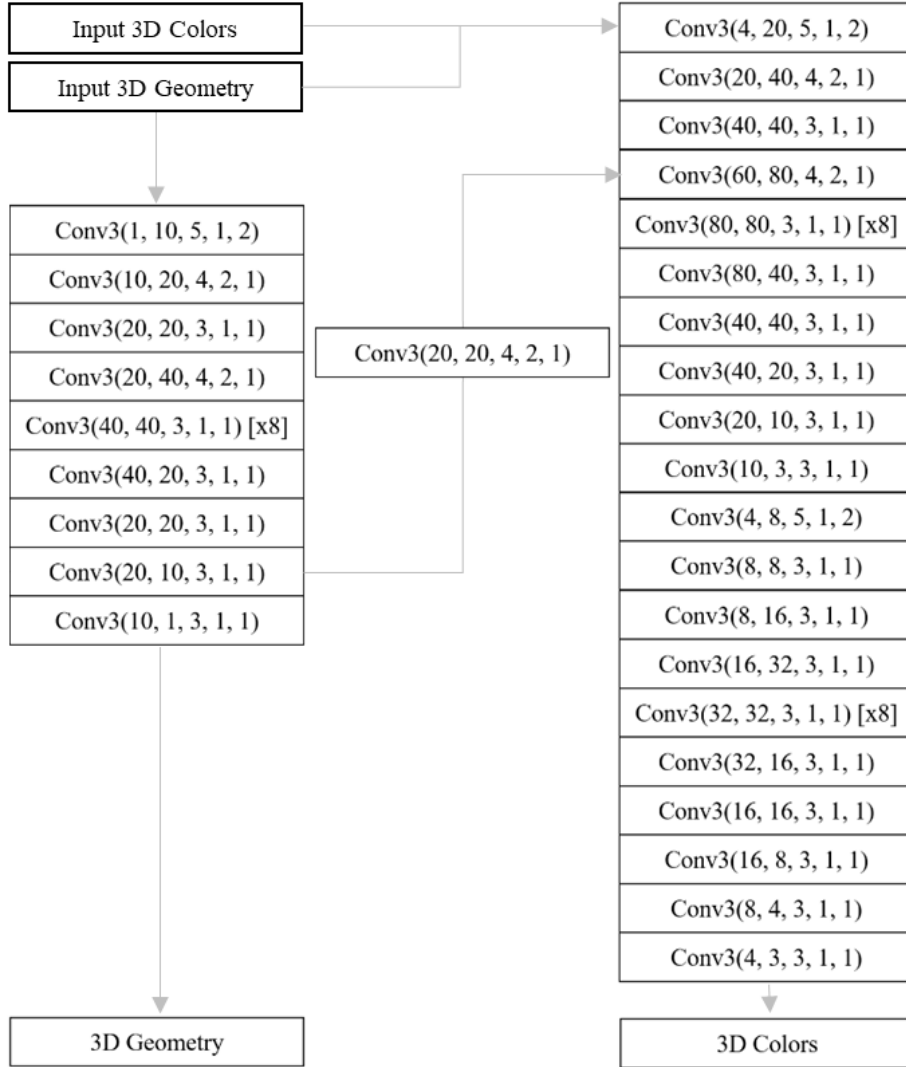 Input 3D Colors
Input 3D Geometry
Conv3(1, 10, 5, 1, 2)
Conv3(10, 20, 4, 2, 1)
Conv3(20, 20, 3, 1, 1)
Conv3(20, 40, 4, 2, 1)
Conv3(40, 40, 3, 1, 1) [x8]
Conv3(40, 20, 3, 1, 1)
Conv3(20, 20, 3, 1, 1)
Conv3(20, 10, 3, 1, 1)
Conv3(10, 1, 3, 1, 1)
3D Geometry
Conv3(20, 20, 4, 2, 1)
Conv3(4, 20, 5, 1, 2)
Conv3(20, 40, 4, 2, 1)
Conv3(40, 40, 3, 1, 1)
Conv3(60, 80, 4, 2, 1)
Conv3(80, 80, 3, 1, 1) [x8]
Conv3(80, 40, 3, 1, 1)
Conv3(40, 40, 3, 1, 1)
Conv3(40, 20, 3, 1, 1)
Conv3(20, 10, 3, 1, 1)
Conv3(10, 3, 3, 1, 1)
Conv3(4, 8, 5, 1, 2)
Conv3(8, 8, 3, 1, 1)
Conv3(8, 16, 3, 1, 1)
Conv3(16, 32, 3, 1, 1)
Conv3(32, 32, 3, 1, 1) [x8]
Conv3(32, 16, 3, 1, 1)
Conv3(16, 16, 3, 1, 1)
Conv3(16, 8, 3, 1, 1)
Conv3(8, 4, 3, 1, 1)
Conv3(4, 3, 3, 1, 1)
3D Colors